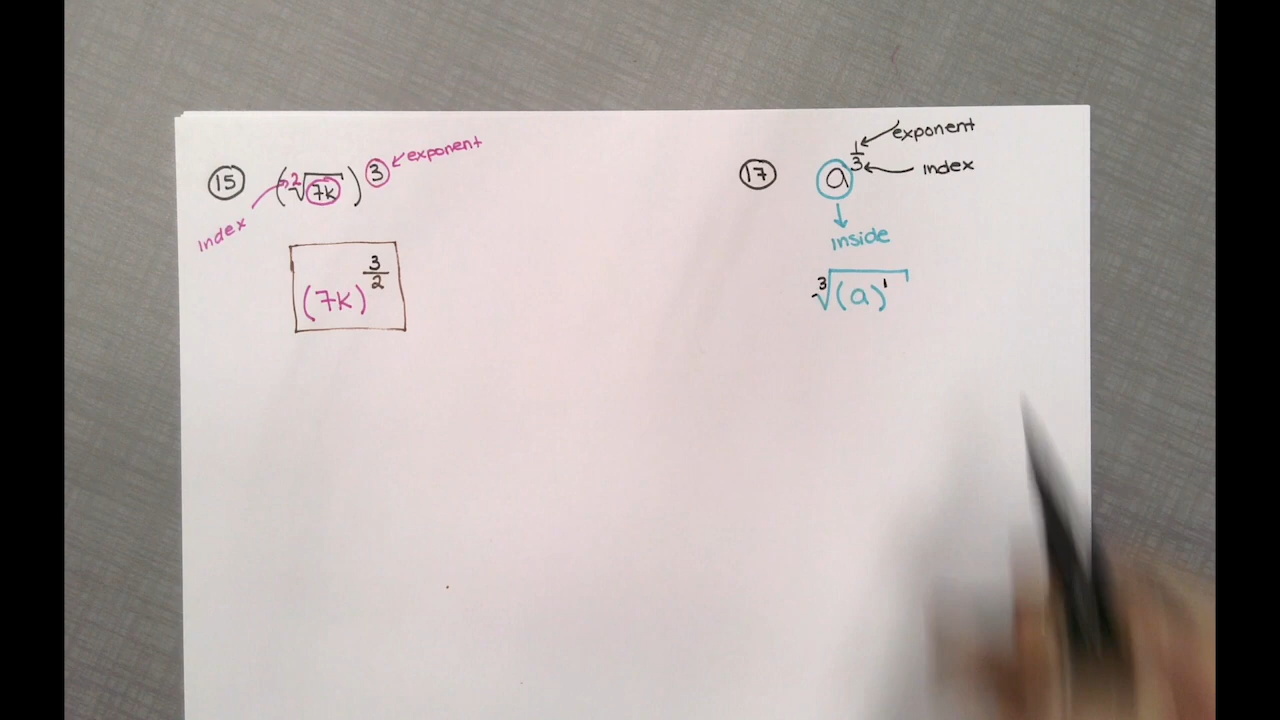 15 (²√7k)³ ← exponent
index
(7k)^(3/2)
17 a^(1/3) exponent
index
inside
³√(a)¹